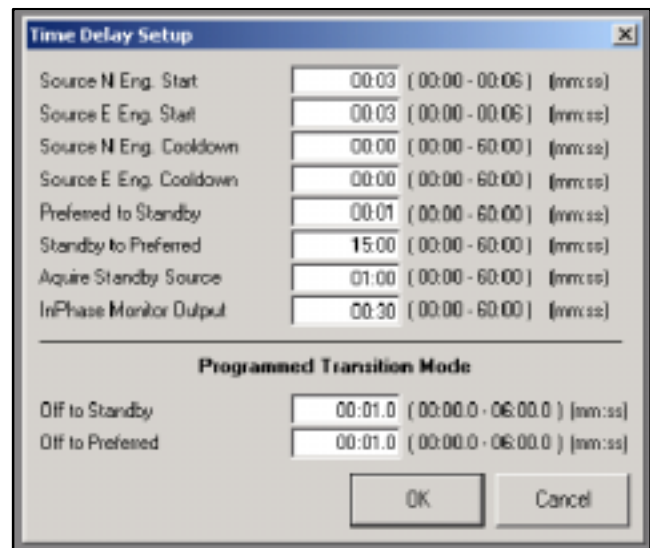 Time Delay Setup
Source N Eng. Start 00:03 ( 00:00 - 00:06 ) (mm:ss)
Source E Eng. Start 00:03 ( 00:00 - 00:06 ) (mm:ss)
Source N Eng. Cooldown 00:00 ( 00:00 - 60:00 ) (mm:ss)
Source E Eng. Cooldown 00:00 ( 00:00 - 60:00 ) (mm:ss)
Preferred to Standby 00:01 ( 00:00 - 60:00 ) (mm:ss)
Standby to Preferred 15:00 ( 00:00 - 60:00 ) (mm:ss)
Aquire Standby Source 01:00 ( 00:00 - 60:00 ) (mm:ss)
InPhase Monitor Output 00:30 ( 00:00 - 60:00 ) (mm:ss)
Programmed Transition Mode
Off to Standby 00:01.0 ( 00:00.0 - 06:00.0 ) (mm:ss)
Off to Preferred 00:01.0 ( 00:00.0 - 06:00.0 ) (mm:ss)
OK Cancel